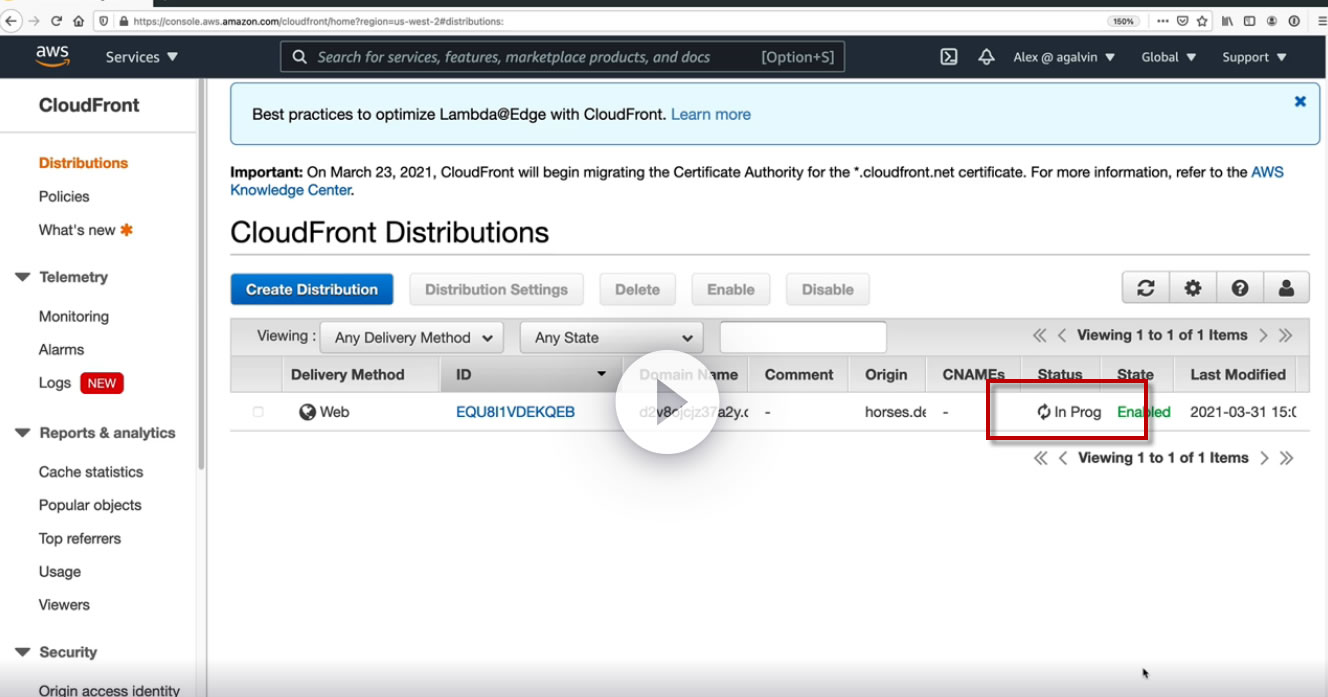 https://console.aws.amazon.com/cloudfront/home?region=us-west-2#distributions:
150%
aws
Services
Search for services, features, marketplace products, and docs [Option+S]
Alex @ agalvin
Global
Support
CloudFront
Distributions
Policies
What's new
Telemetry
Monitoring
Alarms
Logs NEW
Reports & analytics
Cache statistics
Popular objects
Top referrers
Usage
Viewers
Security
Origin access identity
Best practices to optimize Lambda@Edge with CloudFront. Learn more
Important: On March 23, 2021, CloudFront will begin migrating the Certificate Authority for the *.cloudfront.net certificate. For more information, refer to the AWS
Knowledge Center.
CloudFront Distributions
Create Distribution Distribution Settings Delete Enable Disable
Viewing : Any Delivery Method Any State Viewing 1 to 1 of 1 Items
Delivery Method ID Domain Name Comment Origin CNAMEs Status State Last Modified
Web EQU8I1VDEKQEB - horses.de - In Prog Enabled 2021-03-31 15:0
Viewing 1 to 1 of 1 Items